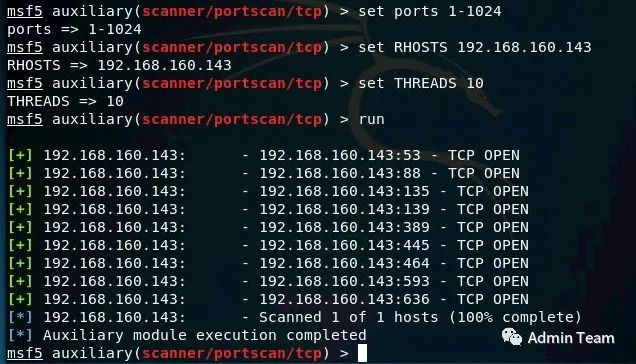 msf5 auxiliary(scanner/portscan/tcp) > set ports 1-1024
ports => 1-1024
msf5 auxiliary(scanner/portscan/tcp) > set RHOSTS 192.168.160.143
RHOSTS => 192.168.160.143
msf5 auxiliary(scanner/portscan/tcp) > set THREADS 10
THREADS => 10
msf5 auxiliary(scanner/portscan/tcp) > run
[+] 192.168.160.143: - 192.168.160.143:53 - TCP OPEN
[+] 192.168.160.143: - 192.168.160.143:88 - TCP OPEN
[+] 192.168.160.143: - 192.168.160.143:135 - TCP OPEN
[+] 192.168.160.143: - 192.168.160.143:139 - TCP OPEN
[+] 192.168.160.143: - 192.168.160.143:389 - TCP OPEN
[+] 192.168.160.143: - 192.168.160.143:445 - TCP OPEN
[+] 192.168.160.143: - 192.168.160.143:464 - TCP OPEN
[+] 192.168.160.143: - 192.168.160.143:593 - TCP OPEN
[+] 192.168.160.143: - 192.168.160.143:636 - TCP OPEN
[*] 192.168.160.143: - Scanned 1 of 1 hosts (100% complete)
[*] Auxiliary module execution completed
msf5 auxiliary(scanner/portscan/tcp) >
Admin Team